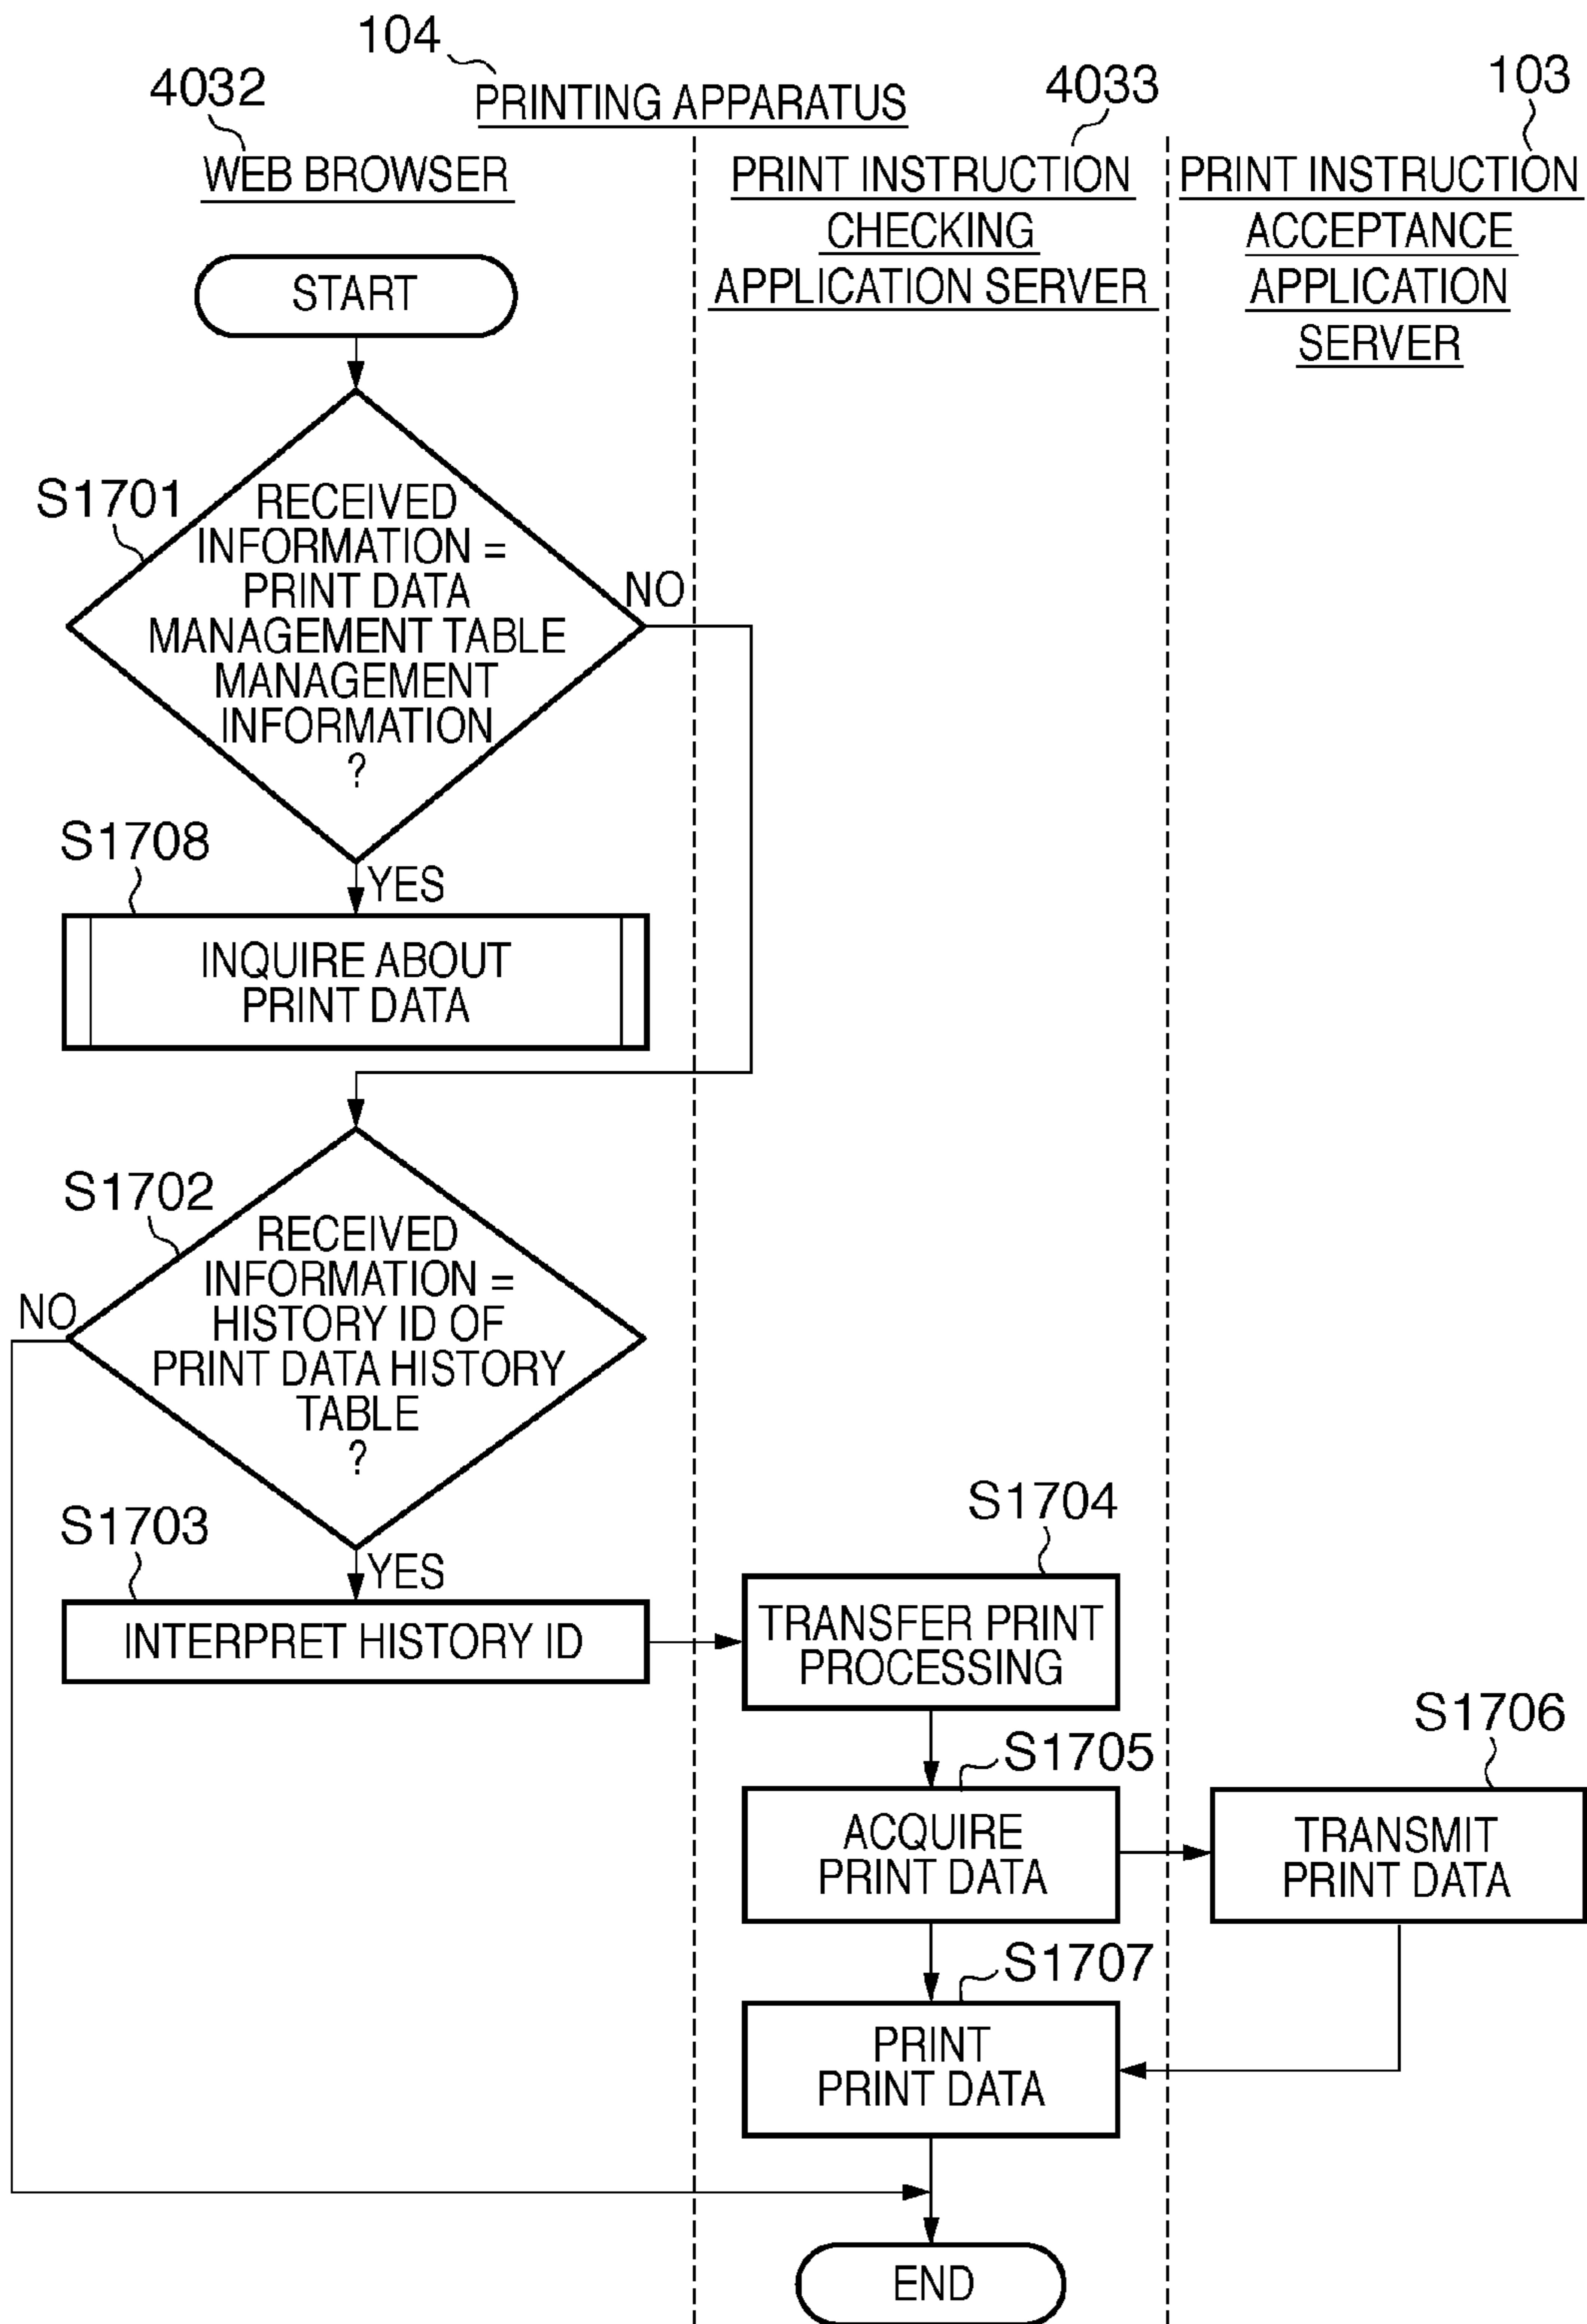 104
PRINTING APPARATUS
4032
WEB BROWSER
4033
PRINT INSTRUCTION
CHECKING
APPLICATION SERVER
103
PRINT INSTRUCTION
ACCEPTANCE
APPLICATION
SERVER
START
S1701
RECEIVED
INFORMATION =
PRINT DATA
MANAGEMENT TABLE
MANAGEMENT
INFORMATION
?
NO
YES
S1708
INQUIRE ABOUT
PRINT DATA
S1702
RECEIVED
INFORMATION =
HISTORY ID OF
PRINT DATA HISTORY
TABLE
?
NO
YES
S1703
INTERPRET HISTORY ID
S1704
TRANSFER PRINT
PROCESSING
S1705
ACQUIRE
PRINT DATA
S1706
TRANSMIT
PRINT DATA
S1707
PRINT
PRINT DATA
END